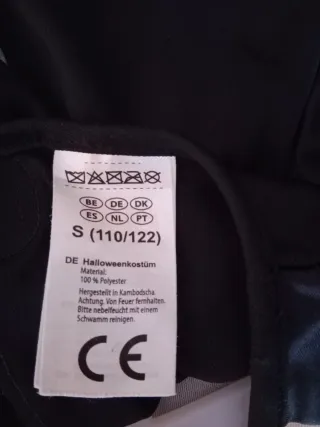 BE DE DK
ES NL PT
S (110/122)
DE Halloweenkostüm
Material:
100 % Polyester
Hergestellt in Kambodscha.
Achtung. Von Feuer fernhalten.
Bitte nebelfeucht mit einem
Schwamm reinigen.
CE